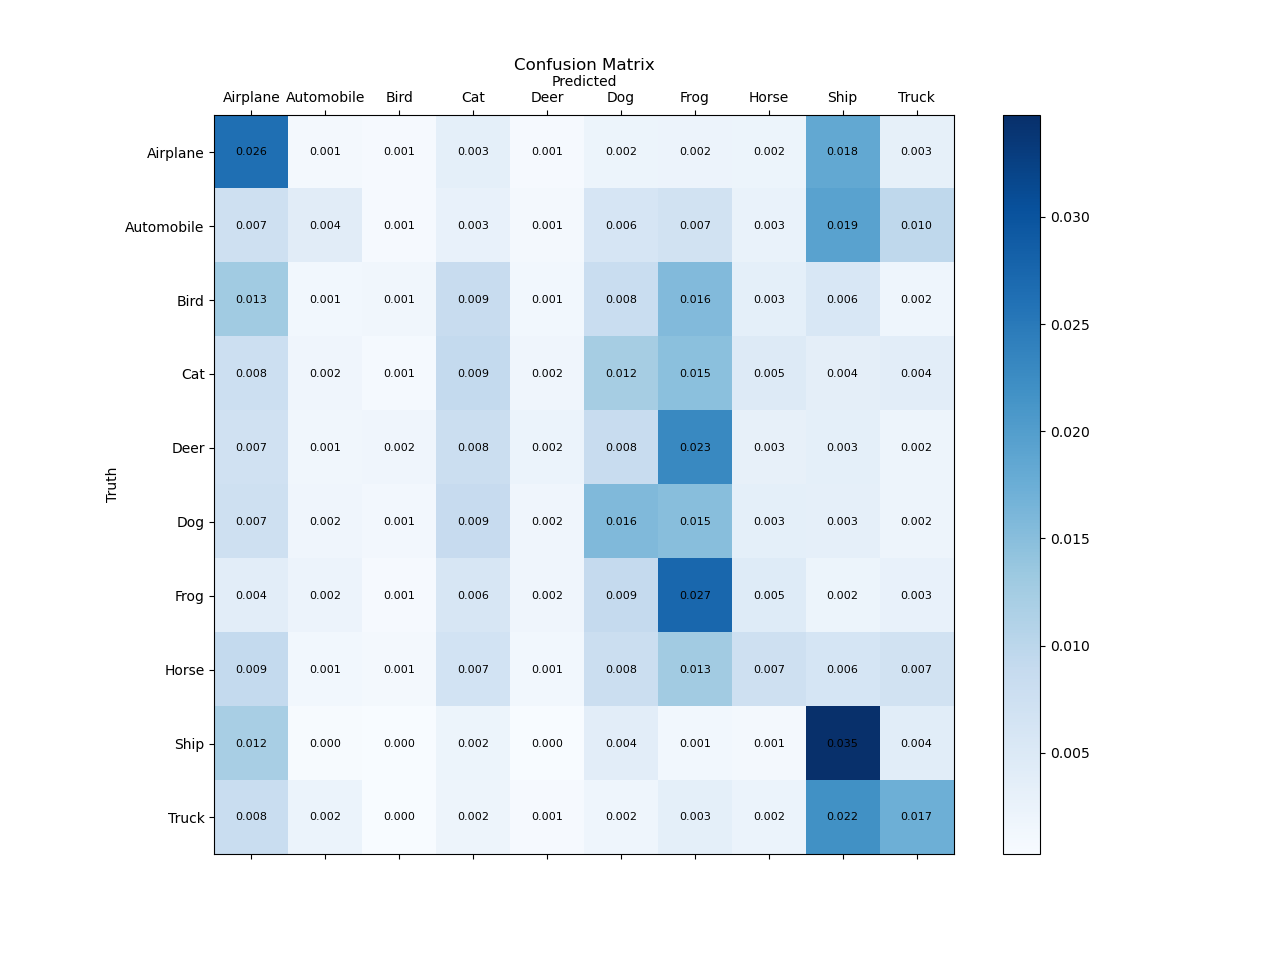 Confusion Matrix
Predicted
Airplane Automobile Bird Cat Deer Dog Frog Horse Ship Truck
Airplane 0.026 0.001 0.001 0.003 0.001 0.002 0.002 0.002 0.018 0.003
Automobile 0.007 0.004 0.001 0.003 0.001 0.006 0.007 0.003 0.019 0.010
0.030
Bird 0.013 0.001 0.001 0.009 0.001 0.008 0.016 0.003 0.006 0.002
0.025
Cat 0.008 0.002 0.001 0.009 0.002 0.012 0.015 0.005 0.004 0.004
0.020
Deer 0.007 0.001 0.002 0.008 0.002 0.008 0.023 0.003 0.003 0.002
Truth
Dog 0.007 0.002 0.001 0.009 0.002 0.016 0.015 0.003 0.003 0.002
0.015
Frog 0.004 0.002 0.001 0.006 0.002 0.009 0.027 0.005 0.002 0.003
0.010
Horse 0.009 0.001 0.001 0.007 0.001 0.008 0.013 0.007 0.006 0.007
Ship 0.012 0.000 0.000 0.002 0.000 0.004 0.001 0.001 0.035 0.004
0.005
Truck 0.008 0.002 0.000 0.002 0.001 0.002 0.003 0.002 0.022 0.017